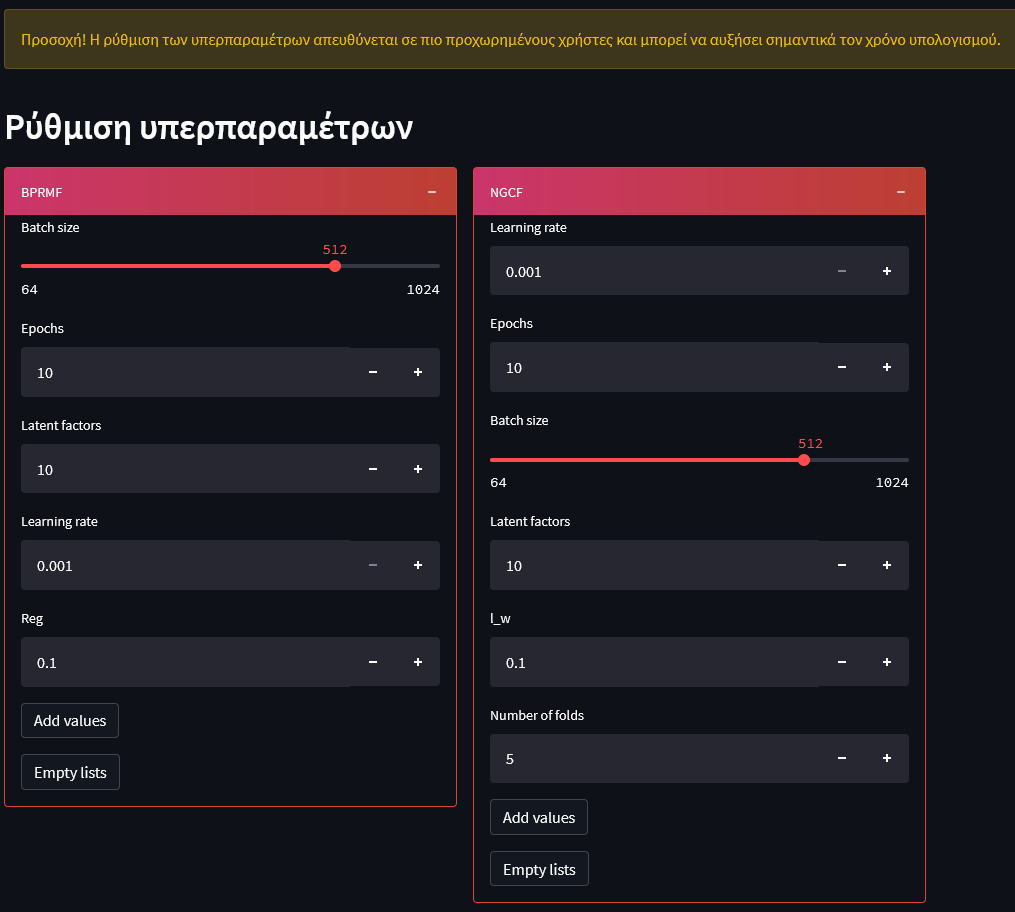 Προσοχή! Η ρύθμιση των υπερπαραμέτρων απευθύνεται σε πιο προχωρημένους χρήστες και μπορεί να αυξήσει σημαντικά τον χρόνο υπολογισμού.
Ρύθμιση υπερπαραμέτρων
BPRMF
Batch size
512
64 1024
Epochs
10
Latent factors
10
Learning rate
0.001
Reg
0.1
Add values
Empty lists
NGCF
Learning rate
0.001
Epochs
10
Batch size
512
64 1024
Latent factors
10
l_w
0.1
Number of folds
5
Add values
Empty lists